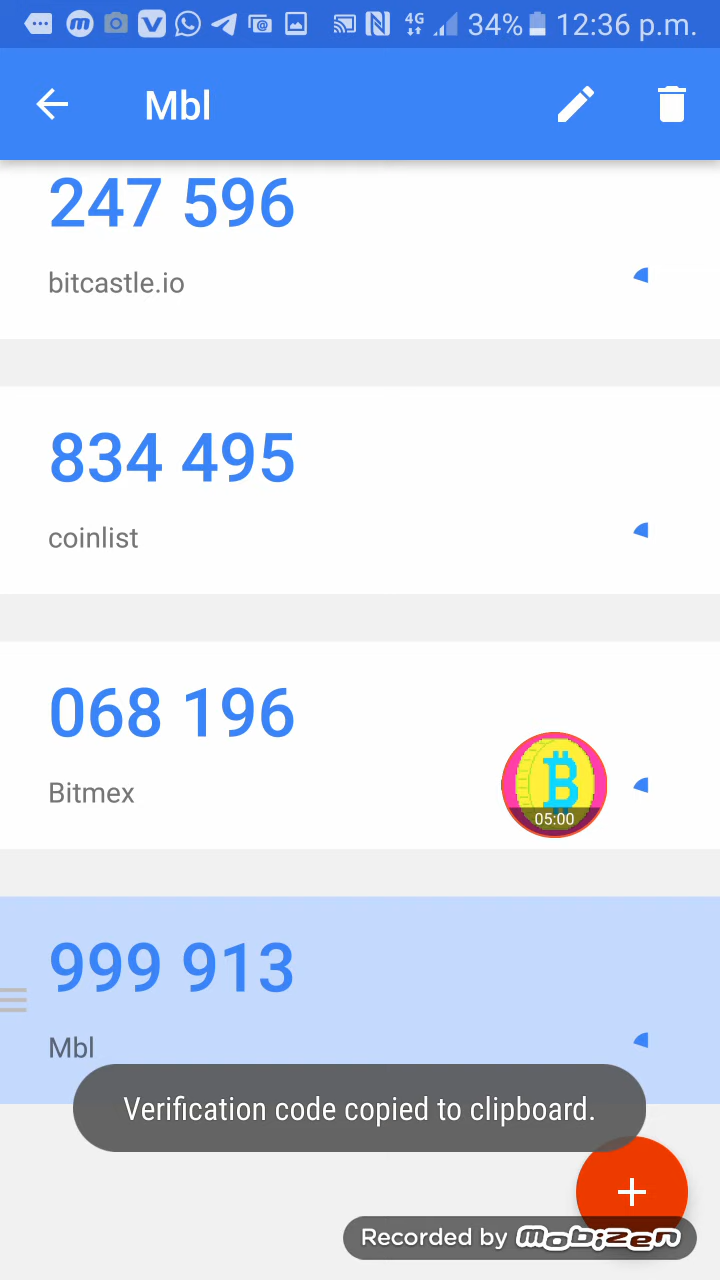 4G 34% 12:36 p.m.
Mbl
247 596
bitcastle.io
834 495
coinlist
068 196
Bitmex
05:00
999 913
Mbl
Verification code copied to clipboard.
Recorded by mobizen